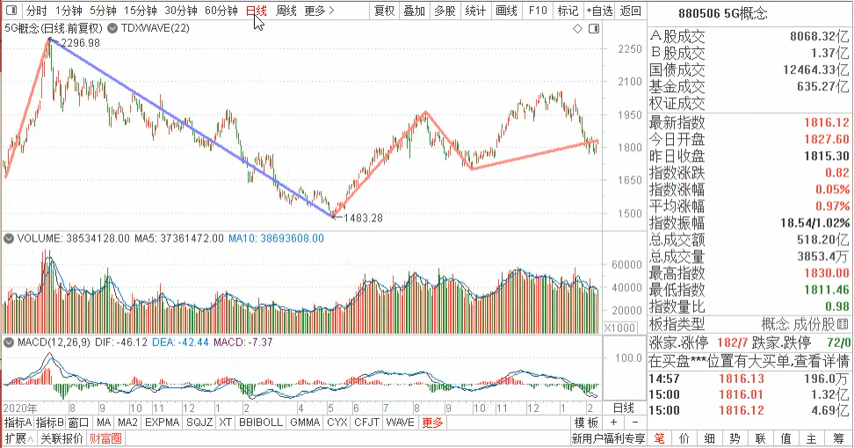 分时 1分钟 5分钟 15分钟 30分钟 60分钟 日线 周线 更多 复权 叠加 多股 统计 画线 F10 标记 +自选 返回
5G概念(日线.前复权) TDXWAVE(22)
2296.98
2250
2100
1950
1800
1650
1483.28
1500
VOLUME: 38534128.00 MA5: 37361472.00 MA10: 38693608.00
60000
40000
20000
X1000
MACD(12,26,9) DIF: -46.12 DEA: -42.44 MACD: -7.37
100.0
2020年 8 9 10 11 12 1 2 3 4 5 6 7 8 9 10 11 12 1 2 日线
指标A 指标B 窗口 MA MA2 EXPMA SQJZ XT BBIBOLL GMMA CYX CFJT WAVE 更多 模板 + -
扩展∧ 关联报价 财富圈 新用户福利专享
880506 5G概念
A股成交 8068.32亿
B股成交 1.37亿
国债成交 12464.33亿
基金成交 635.27亿
权证成交
最新指数 1816.12
今日开盘 1827.60
昨日收盘 1815.30
指数涨跌 0.82
指数涨幅 0.05%
平均涨幅 0.97%
指数振幅 18.54/1.02%
总成交额 518.20亿
总成交量 3853.4万
最高指数 1830.00
最低指数 1811.46
指数量比 0.98
板指类型 概念 成份股
涨家.涨停 182/7 跌家.跌停 72/0
在买盘***位置有大买单,查看详情
14:57 1816.13 196.0万
15:00 1816.01 1.32亿
15:00 1816.12 4.69亿
笔 价 细 势 联 值 主 筹